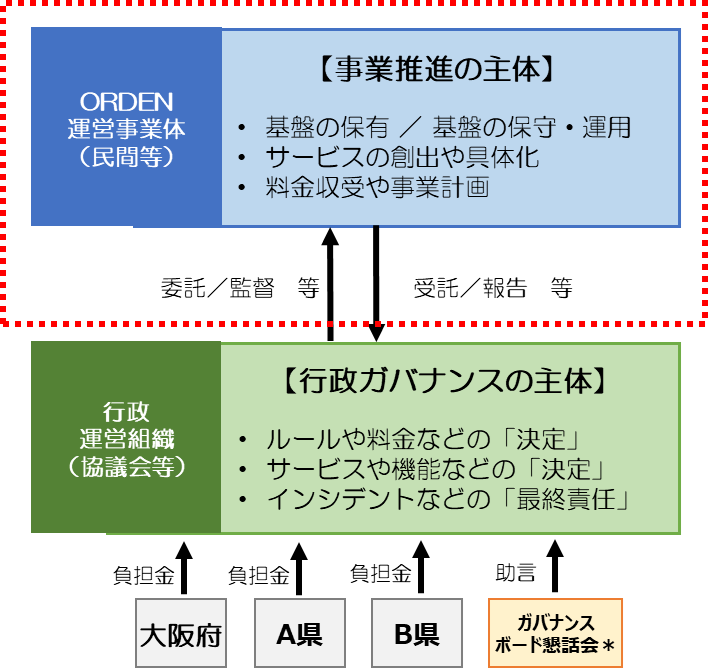 ORDEN
運営事業体
（民間等）
【事業推進の主体】
• 基盤の保有 ／ 基盤の保守・運用
• サービスの創出や具体化
• 料金収受や事業計画
委託／監督　等
受託／報告　等
行政
運営組織
（協議会等）
【行政ガバナンスの主体】
• ルールや料金などの「決定」
• サービスや機能などの「決定」
• インシデントなどの「最終責任」
負担金
負担金
負担金
助言
大阪府
A県
B県
ガバナンス
ボード懇話会＊